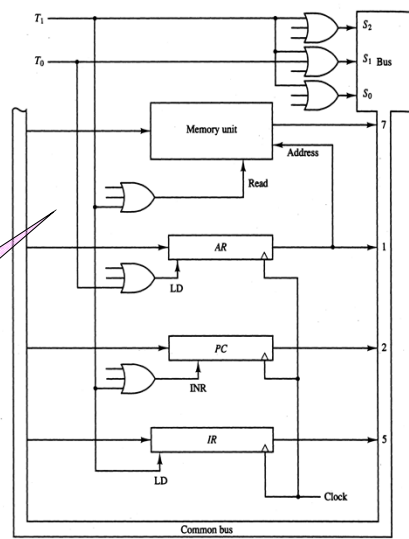 T₁
S₂
T₀
S₁ Bus
S₀
7
Memory unit
Address
Read
AR
1
LD
PC
2
INR
IR
5
LD
Clock
Common bus